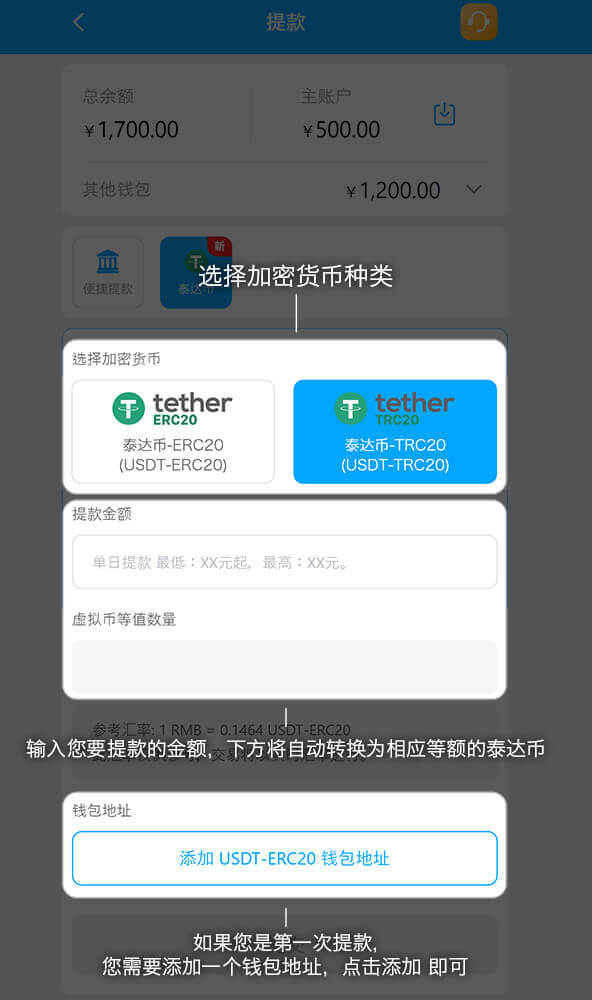 提款
总余额
主账户
¥1,700.00
¥500.00
其他钱包
¥1,200.00
新
便捷提款
泰达币
选择加密货币种类
選择加密货币
tether
ERC20
tether
TRC20
泰达币-ERC20
(USDT-ERC20)
泰达币-TRC20
(USDT-TRC20)
提款金额
单日提款 最低：XX元起，最高：XX元。
虚拟币等值数量
参考汇率: 1 RMB = 0.1464 USDT-ERC20
输入您要提款的金额，下方将自动转换为相应等额的泰达币
钱包地址
添加 USDT-ERC20 钱包地址
如果您是第一次提款,
您需要添加一个钱包地址，点击添加 即可